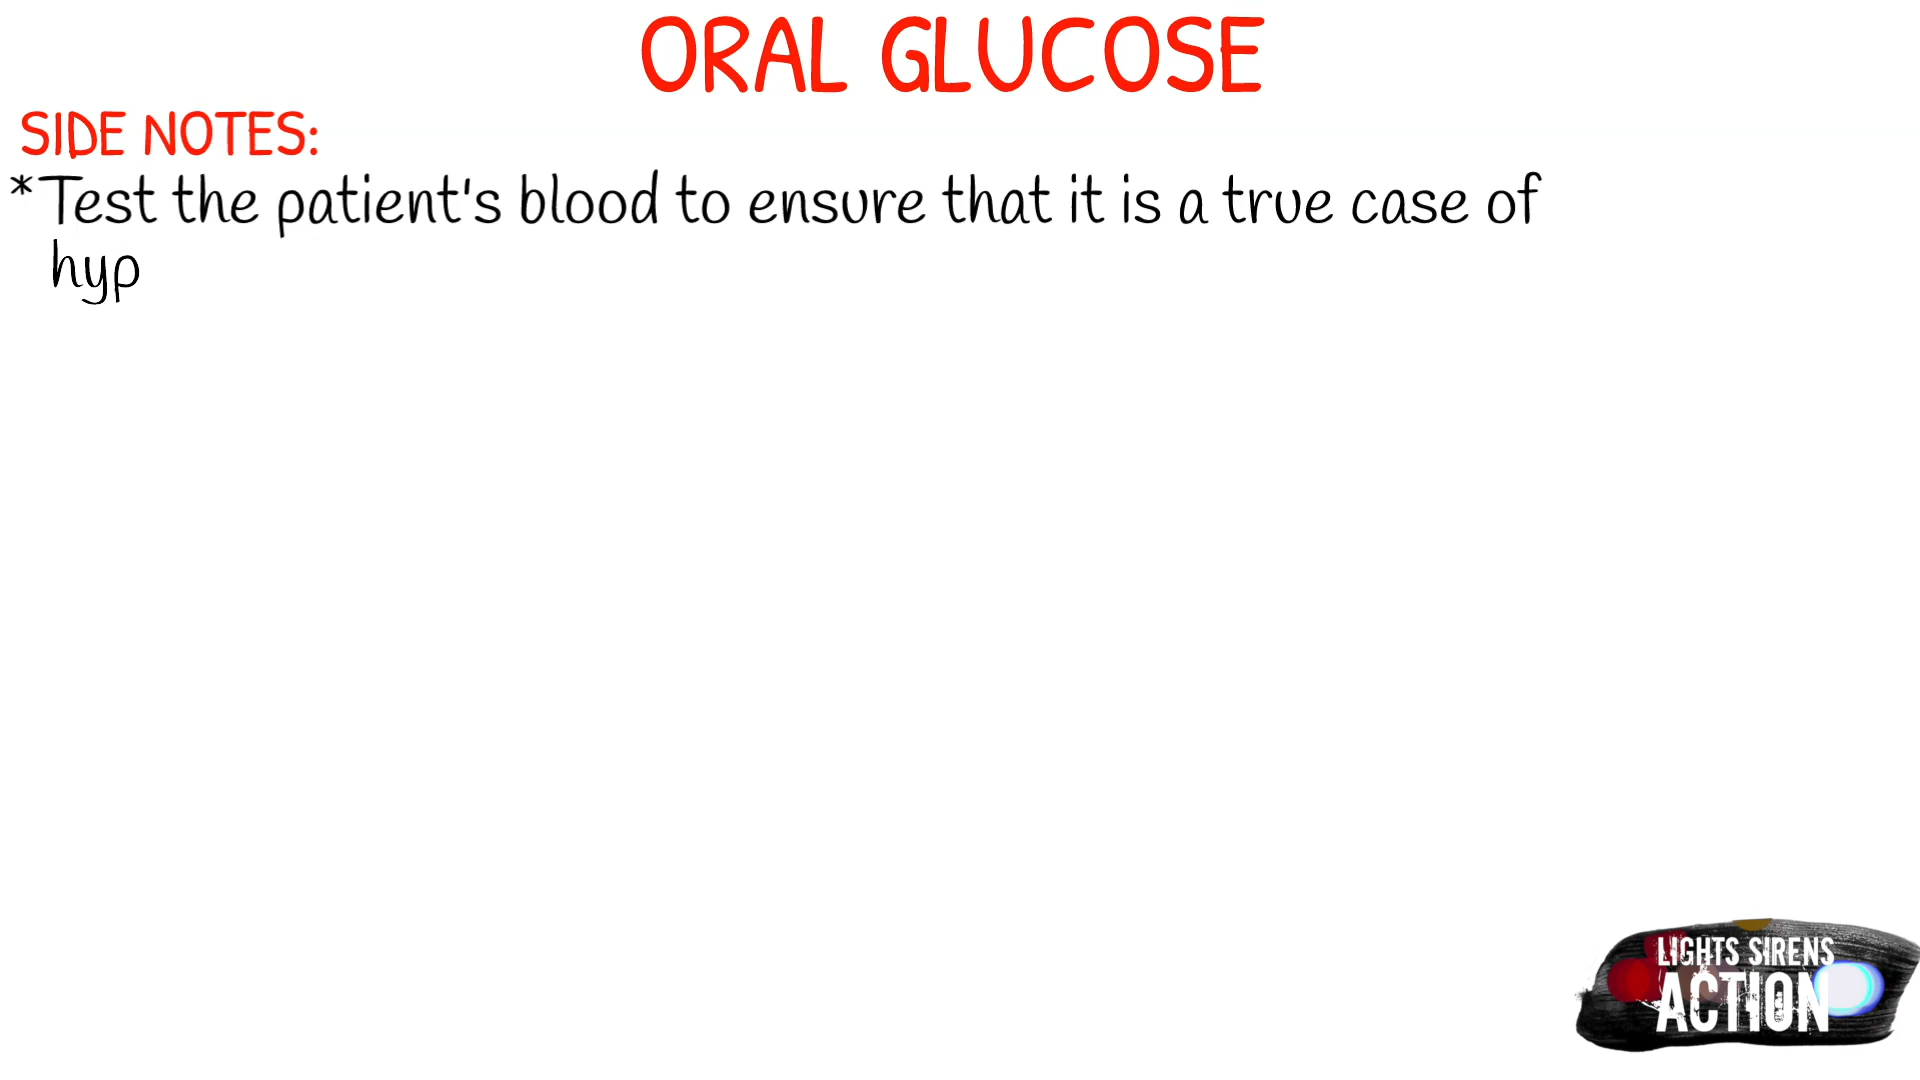 ORAL GLUCOSE
SIDE NOTES:
*Test the patient's blood to ensure that it is a true case of
hyp
LIGHTS SIRENS
ACTION